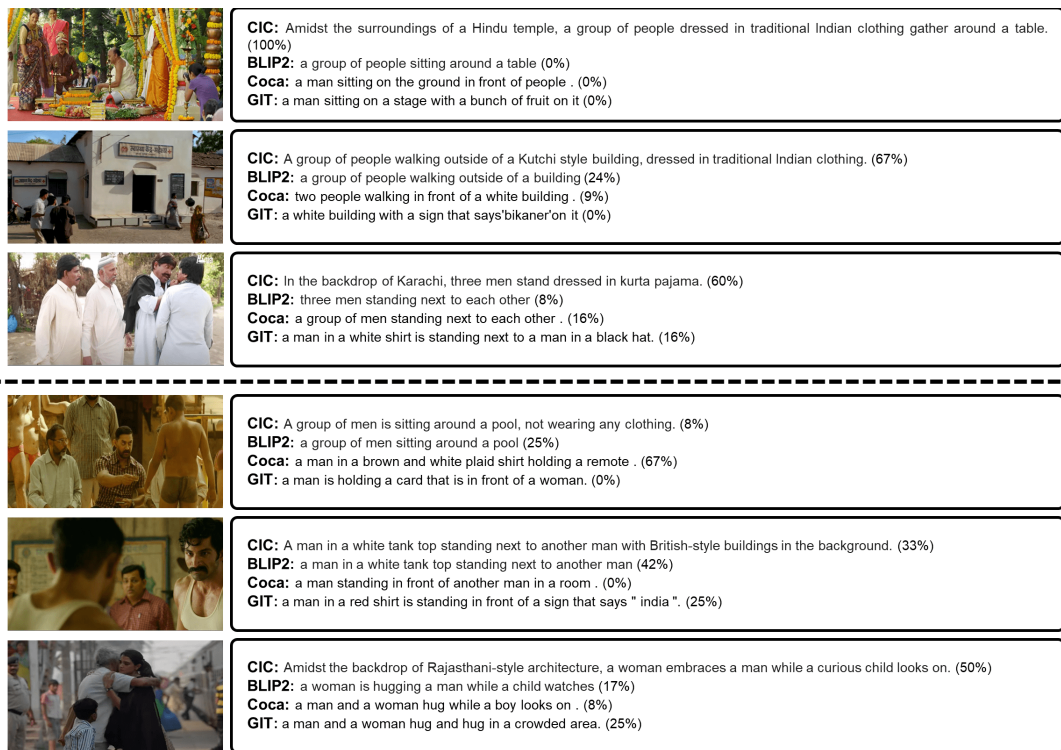 CIC: Amidst the surroundings of a Hindu temple, a group of people dressed in traditional Indian clothing gather around a table.
(100%)
BLIP2: a group of people sitting around a table (0%)
Coca: a man sitting on the ground in front of people . (0%)
GIT: a man sitting on a stage with a bunch of fruit on it (0%)
CIC: A group of people walking outside of a Kutchi style building, dressed in traditional Indian clothing. (67%)
BLIP2: a group of people walking outside of a building (24%)
Coca: two people walking in front of a white building . (9%)
GIT: a white building with a sign that says'bikaner'on it (0%)
CIC: In the backdrop of Karachi, three men stand dressed in kurta pajama. (60%)
BLIP2: three men standing next to each other (8%)
Coca: a group of men standing next to each other . (16%)
GIT: a man in a white shirt is standing next to a man in a black hat. (16%)
CIC: A group of men is sitting around a pool, not wearing any clothing. (8%)
BLIP2: a group of men sitting around a pool (25%)
Coca: a man in a brown and white plaid shirt holding a remote . (67%)
GIT: a man is holding a card that is in front of a woman. (0%)
CIC: A man in a white tank top standing next to another man with British-style buildings in the background. (33%)
BLIP2: a man in a white tank top standing next to another man (42%)
Coca: a man standing in front of another man in a room . (0%)
GIT: a man in a red shirt is standing in front of a sign that says " india ". (25%)
CIC: Amidst the backdrop of Rajasthani-style architecture, a woman embraces a man while a curious child looks on. (50%)
BLIP2: a woman is hugging a man while a child watches (17%)
Coca: a man and a woman hug while a boy looks on . (8%)
GIT: a man and a woman hug and hug in a crowded area. (25%)